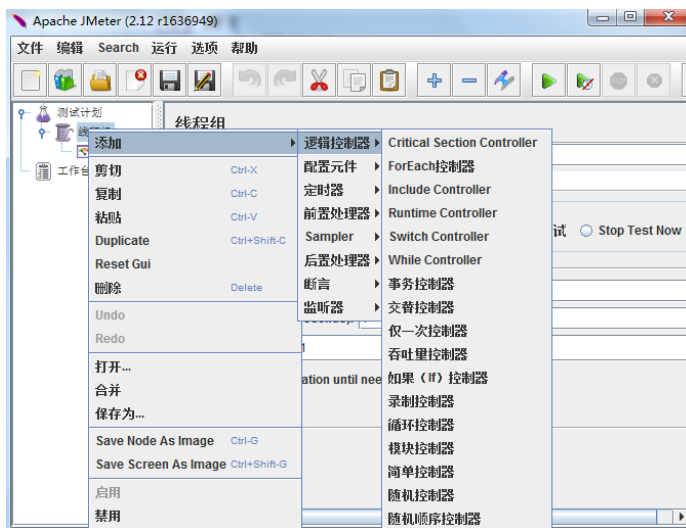 Apache JMeter (2.12 r1636949)
文件 编辑 Search 运行 选项 帮助
测试计划
线程组
工作台
线程组
添加
剪切 Ctrl-X
复制 Ctrl-C
粘贴 Ctrl-V
Duplicate Ctrl+Shift-C
Reset Gui
删除 Delete
Undo
Redo
打开...
合并
保存为...
Save Node As Image Ctrl-G
Save Screen As Image Ctrl+Shift-G
启用
禁用
逻辑控制器
配置元件
定时器
前置处理器
Sampler
后置处理器
断言
监听器
Critical Section Controller
ForEach控制器
Include Controller
Runtime Controller
Switch Controller
While Controller
事务控制器
交替控制器
仅一次控制器
吞吐量控制器
如果（If）控制器
录制控制器
循环控制器
模块控制器
简单控制器
随机控制器
随机顺序控制器
试 Stop Test Now
1
ation until nee